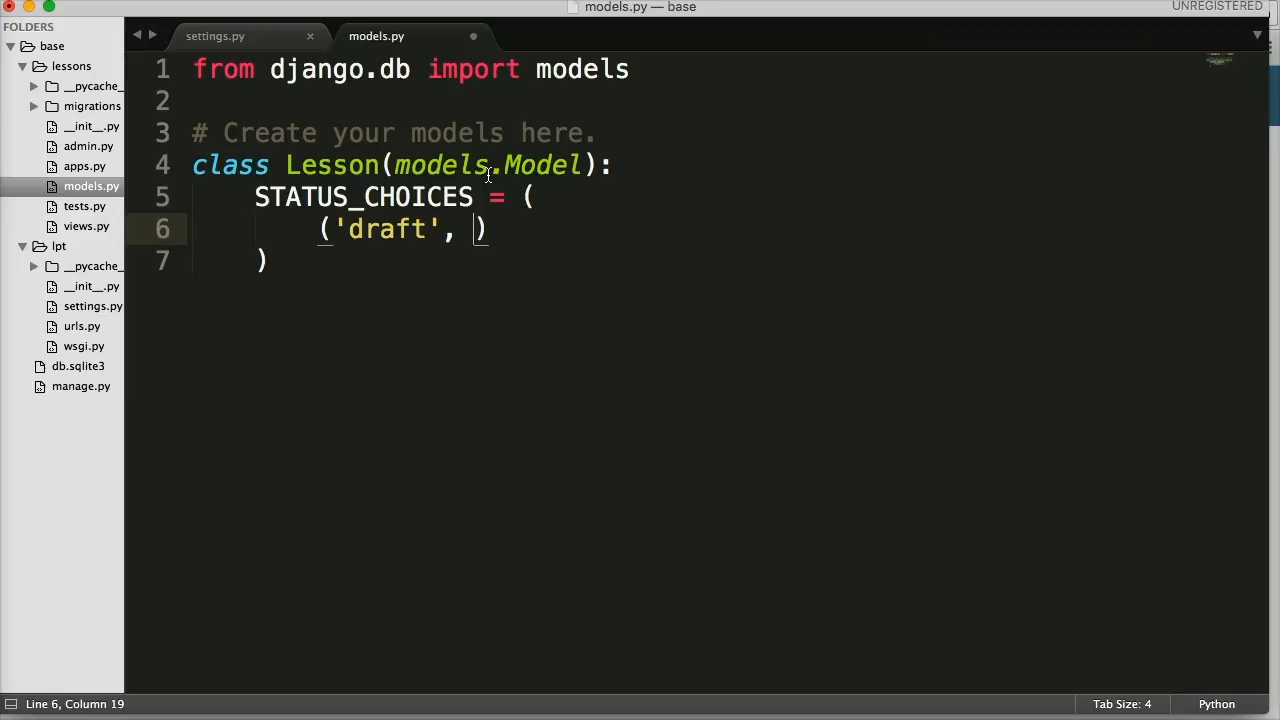 models.py — base
UNREGISTERED
FOLDERS
base
lessons
__pycache_
migrations
__init__.py
admin.py
apps.py
models.py
tests.py
views.py
lpt
__pycache_
__init__.py
settings.py
urls.py
wsgi.py
db.sqlite3
manage.py
settings.py ×
models.py
1 from django.db import models
2
3 # Create your models here.
4 class Lesson(models.Model):
5 STATUS_CHOICES = (
6 ('draft', )
7 )
Line 6, Column 19
Tab Size: 4
Python